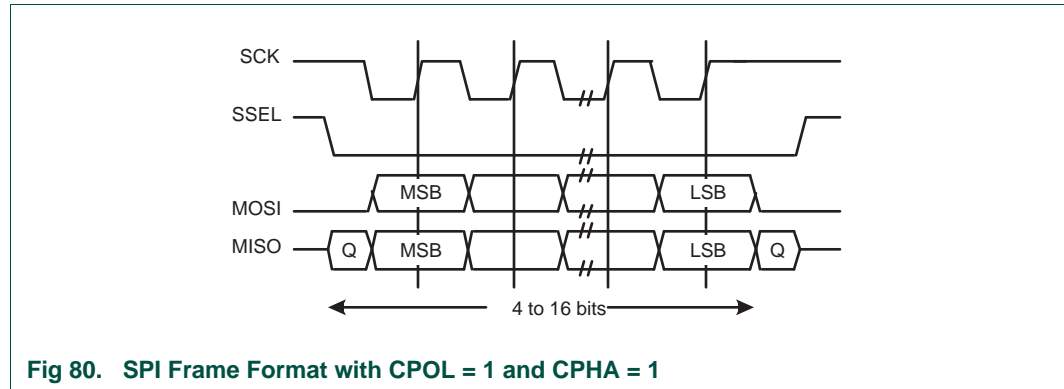 SCK
SSEL
MOSI MSB LSB
MISO Q MSB LSB Q
4 to 16 bits
Fig 80. SPI Frame Format with CPOL = 1 and CPHA = 1